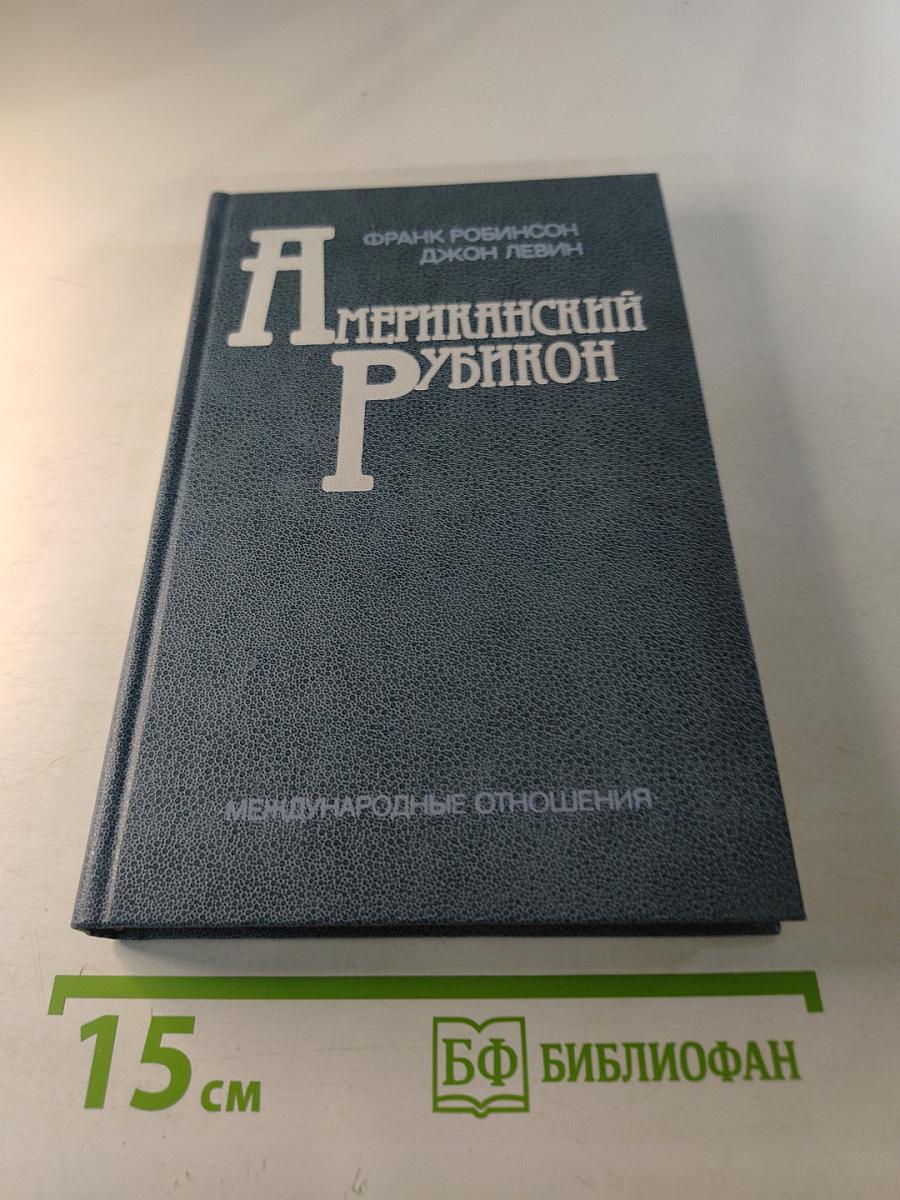 ФРАНК РОБИНСОН
ДЖОН ЛЕВИН
АМЕРИКАНСКИЙ
РУБИКОН
МЕЖДУНАРОДНЫЕ ОТНОШЕНИЯ
15 см
БФ БИБЛИОФАН